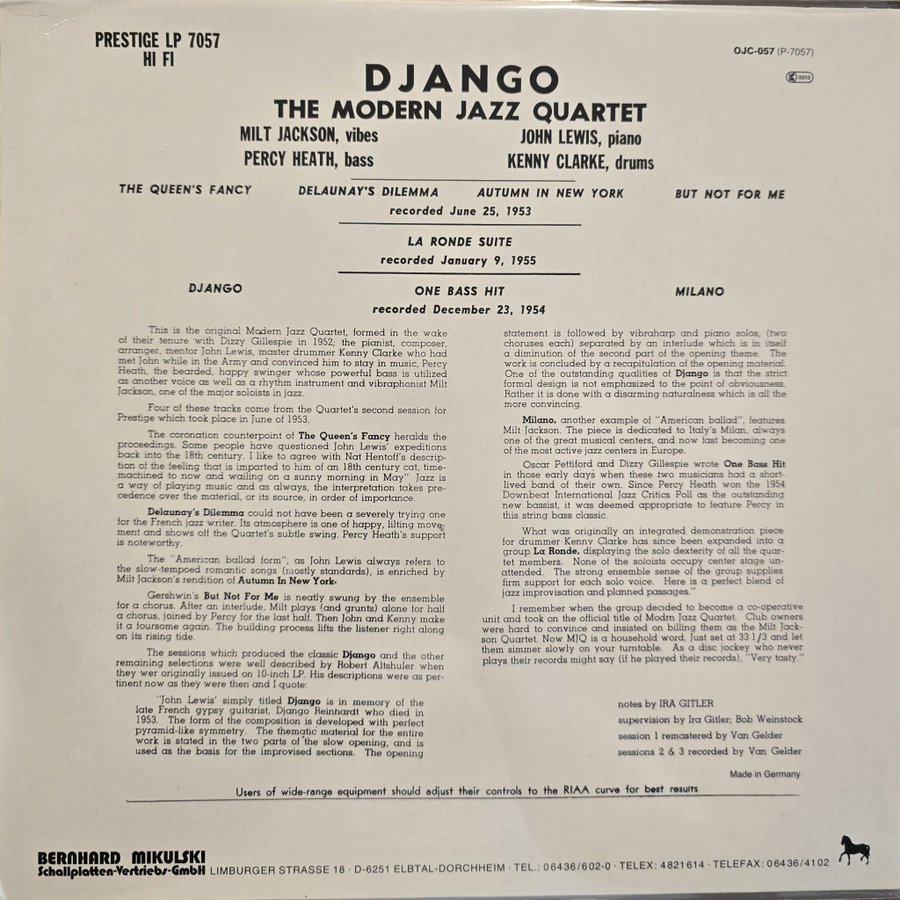 PRESTIGE LP 7057
HI FI
OJC-057 (P-7057)
DJANGO
THE MODERN JAZZ QUARTET
MILT JACKSON, vibes JOHN LEWIS, piano
PERCY HEATH, bass KENNY CLARKE, drums
THE QUEEN'S FANCY DELAUNAY'S DILEMMA AUTUMN IN NEW YORK BUT NOT FOR ME
recorded June 25, 1953
LA RONDE SUITE
recorded January 9, 1955
DJANGO ONE BASS HIT MILANO
recorded December 23, 1954
This is the original Modern Jazz Quartet, formed in the wake
of their tenure with Dizzy Gillespie in 1952; the pianist, composer,
arranger, mentor John Lewis, master drummer Kenny Clarke who had
met John while in the Army and convinced him to stay in music, Percy
Heath, the bearded, happy swinger whose powerful bass is utilized
as another voice as well as a rhythm instrument and vibraphonist Milt
Jackson, one of the major soloists in jazz.
Four of these tracks come from the Quartet's second session for
Prestige which took place in June of 1953.
The coronation counterpoint of The Queen's Fancy heralds the
proceedings. Some people have questioned John Lewis' expeditions
back into the 18th century. I like to agree with Nat Hentoff's descrip-
tion of the feeling that is imparted to him of an 18th century cat, time-
machined to now and wailing on a sunny morning in May" Jazz is
a way of playing music and as always, the interpretation takes pre-
cedence over the material, or its source, in order of importance.
Delaunay's Dilemma could not have been a severely trying one
for the French jazz writer. Its atmosphere is one of happy, lilting move-
ment and shows off the Quartet's subtle swing. Percy Heath's support
is noteworthy.
The "American ballad form", as John Lewis always refers to
the slow-tempoed romantic songs (mostly standards), is enriched by
Milt Jackson's rendition of Autumn In New York.
Gershwin's But Not For Me is neatly swung by the ensemble
for a chorus. After an interlude, Milt plays (and grunts) alone for half
a chorus, joined by Percy for the last half. Then John and Kenny make
it a foursome again. The building process lifts the listener right along
on its rising tide.
The sessions which produced the classic Django and the other
remaining selections were well described by Robert Altshuler when
they wer originally issued on 10-inch LP. His descriptions were as per-
tinent now as they were then and I quote:
"John Lewis' simply titled Django is in memory of the
late French gypsy guitarist, Django Reinhardt who died in
1953. The form of the composition is developed with perfect
pyramid-like symmetry. The thematic material for the entire
work is stated in the two parts of the slow opening, and is
used as the basis for the improvised sections. The opening
statement is followed by vibraharp and piano solos, (two
choruses each) separated by an interlude which is in itself
a diminution of the second part of the opening theme. The
work is concluded by a recapitulation of the opening material.
One of the outstanding qualities of Django is that the strict
formal design is not emphasized to the point of obviousness.
Rather it is done with a disarming naturalness which is all the
more convincing.
Milano, another example of "American ballad", features
Milt Jackson. The piece is dedicated to Italy's Milan, always
one of the great musical centers, and now fast becoming one
of the most active jazz centers in Europe.
Oscar Pettiford and Dizzy Gillespie wrote One Bass Hit
in those early days when these two musicians had a short-
lived band of their own. Since Percy Heath won the 1954
Downbeat International Jazz Critics Poll as the outstanding
new bassist, it was deemed appropriate to feature Percy in
this string bass classic.
What was originally an integrated demonstration piece
for drummer Kenny Clarke has since been expanded into a
group La Ronde, displaying the solo dexterity of all the quar-
tet members. None of the soloists occupy center stage un-
attended. The strong ensemble sense of the group supplies
firm support for each solo voice. Here is a perfect blend of
jazz improvisation and planned passages."
I remember when the group decided to become a co-operative
unit and took on the official title of Modrn Jazz Quartet. Club owners
were hard to convince and insisted on billing them as the Milt Jack-
son Quartet. Now MJQ is a household word. Just set at 33 1/3 and let
them simmer slowly on your turntable. As a disc jockey who never
plays their records might say (if he played their records), "Very tasty."
notes by IRA GITLER
supervision by Ira Gitler; Bob Weinstock
session 1 remastered by Van Gelder
sessions 2 & 3 recorded by Van Gelder
Made in Germany
Users of wide-range equipment should adjust their controls to the RIAA curve for best results
BERNHARD MIKULSKI
Schallplatten-Vertriebs-GmbH LIMBURGER STRASSE 18 · D-6251 ELBTAL-DORCHHEIM · TEL.: 06436/602-0 · TELEX: 4821614 · TELEFAX: 06436/4102